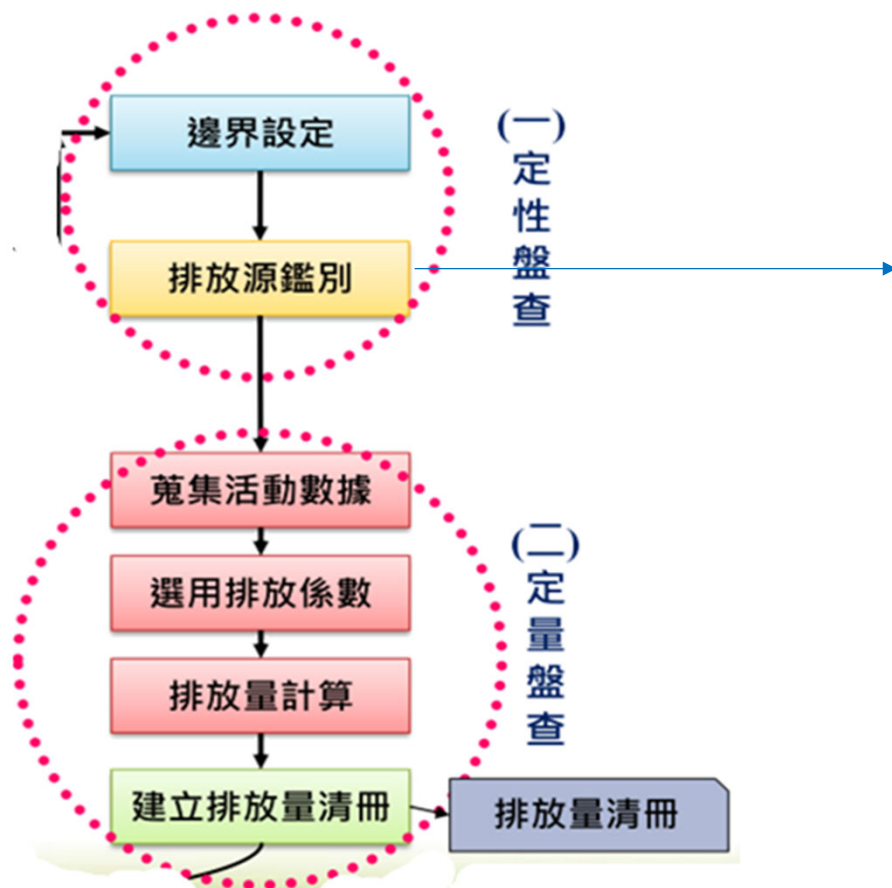 邊界設定
排放源鑑別
(一)定性盤查
蒐集活動數據
選用排放係數
排放量計算
建立排放量清冊
排放量清冊
(二)定量盤查